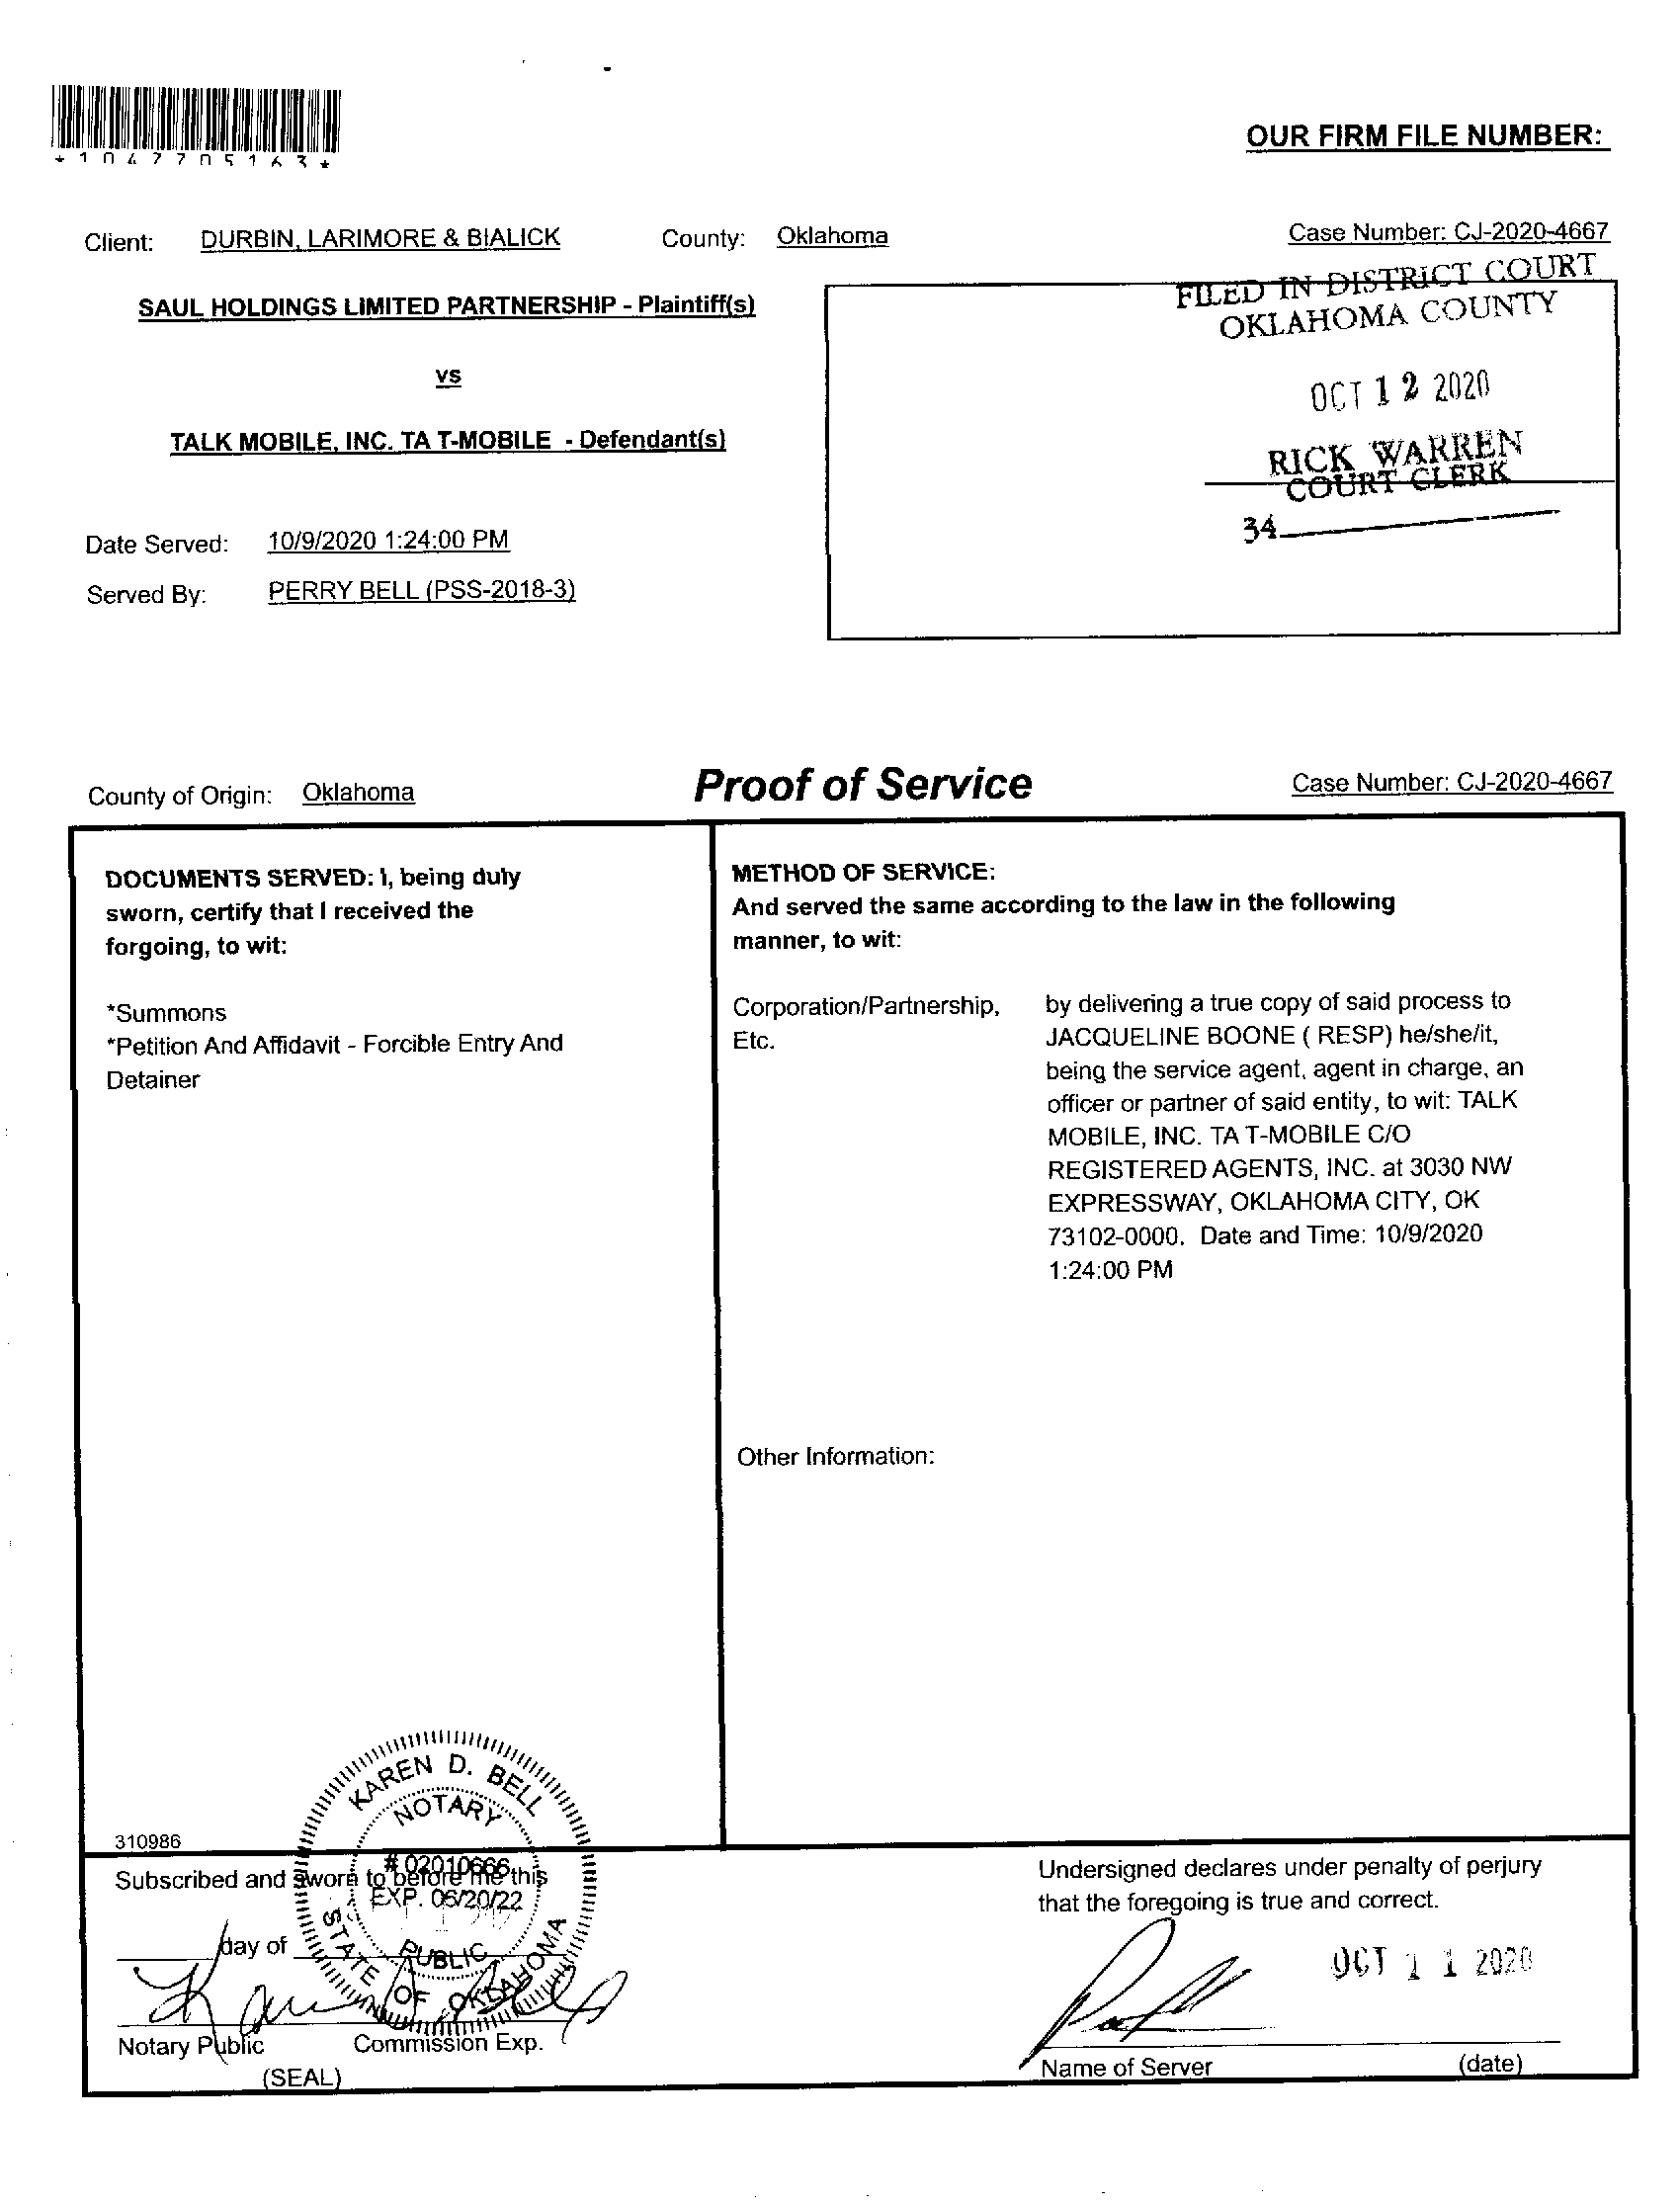 *1047705163*
OUR FIRM FILE NUMBER:
Client: DURBIN, LARIMORE & BIALICK County: Oklahoma Case Number: CJ-2020-4667
SAUL HOLDINGS LIMITED PARTNERSHIP - Plaintiff(s)
vs
TALK MOBILE, INC. TA T-MOBILE - Defendant(s)
FILED IN DISTRICT COURT
OKLAHOMA COUNTY
OCT 12 2020
RICK WARREN
COURT CLERK
34
Date Served: 10/9/2020 1:24:00 PM
Served By: PERRY BELL (PSS-2018-3)
County of Origin: Oklahoma Proof of Service Case Number: CJ-2020-4667
DOCUMENTS SERVED: I, being duly
sworn, certify that I received the
forgoing, to wit:
*Summons
*Petition And Affidavit - Forcible Entry And
Detainer
METHOD OF SERVICE:
And served the same according to the law in the following
manner, to wit:
Corporation/Partnership,
Etc.
by delivering a true copy of said process to
JACQUELINE BOONE ( RESP) he/she/it,
being the service agent, agent in charge, an
officer or partner of said entity, to wit: TALK
MOBILE, INC. TA T-MOBILE C/O
REGISTERED AGENTS, INC. at 3030 NW
EXPRESSWAY, OKLAHOMA CITY, OK
73102-0000. Date and Time: 10/9/2020
1:24:00 PM
Other Information:
310986
Subscribed and sworn to before me this
day of
KAREN D. BELL
NOTARY
# 02010666
EXP. 06/20/22
PUBLIC
STATE OF OKLAHOMA
Notary Public Commission Exp.
(SEAL)
Undersigned declares under penalty of perjury
that the foregoing is true and correct.
OCT 11 2020
Name of Server (date)